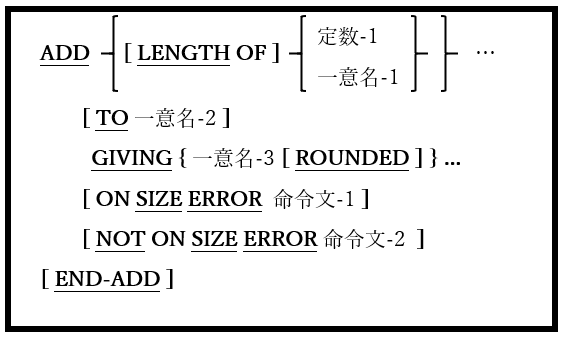 ADD { [ LENGTH OF ] { 定数-1
一意名-1 } } …
[ TO 一意名-2 ]
GIVING { 一意名-3 [ ROUNDED ] } ...
[ ON SIZE ERROR 命令文-1 ]
[ NOT ON SIZE ERROR 命令文-2 ]
[ END-ADD ]